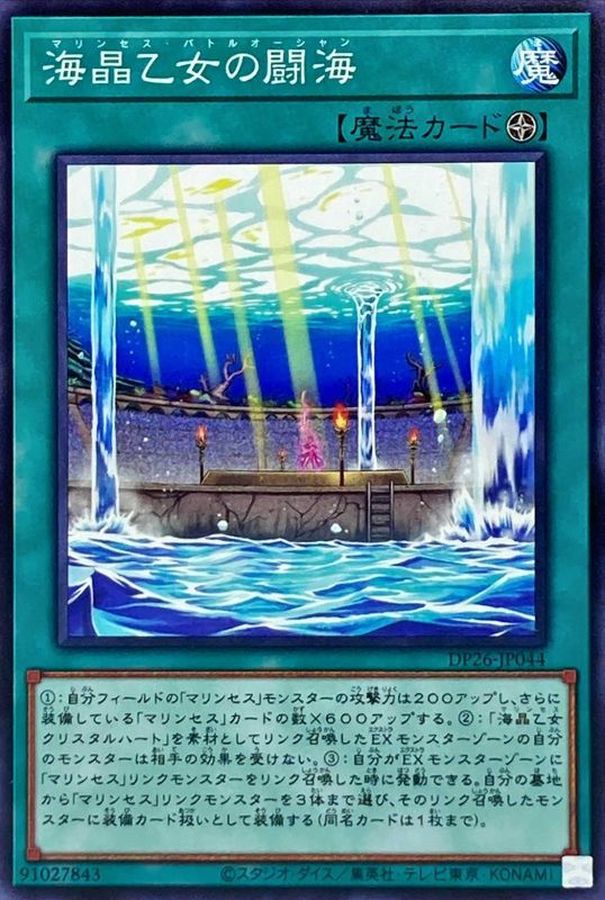 マリンセス・バトルオーシャン
海晶乙女の闘海
魔
【魔法カード】
DP26-JP044
①：自分フィールドの「マリンセス」モンスターの攻撃力は２００アップし、さらに
装備している「マリンセス」カードの数×６００アップする。②：「海晶乙女
クリスタルハート」を素材としてリンク召喚したEXモンスターゾーンの自分
のモンスターは相手の効果を受けない。③：自分がEXモンスターゾーンに
「マリンセス」リンクモンスターをリンク召喚した時に発動できる。自分の墓地
から「マリンセス」リンクモンスターを３体まで選び、そのリンク召喚したモン
スターに装備カード扱いとして装備する（同名カードは１枚まで）。
91027843
©スタジオ・ダイス／集英社・テレビ東京・KONAMI